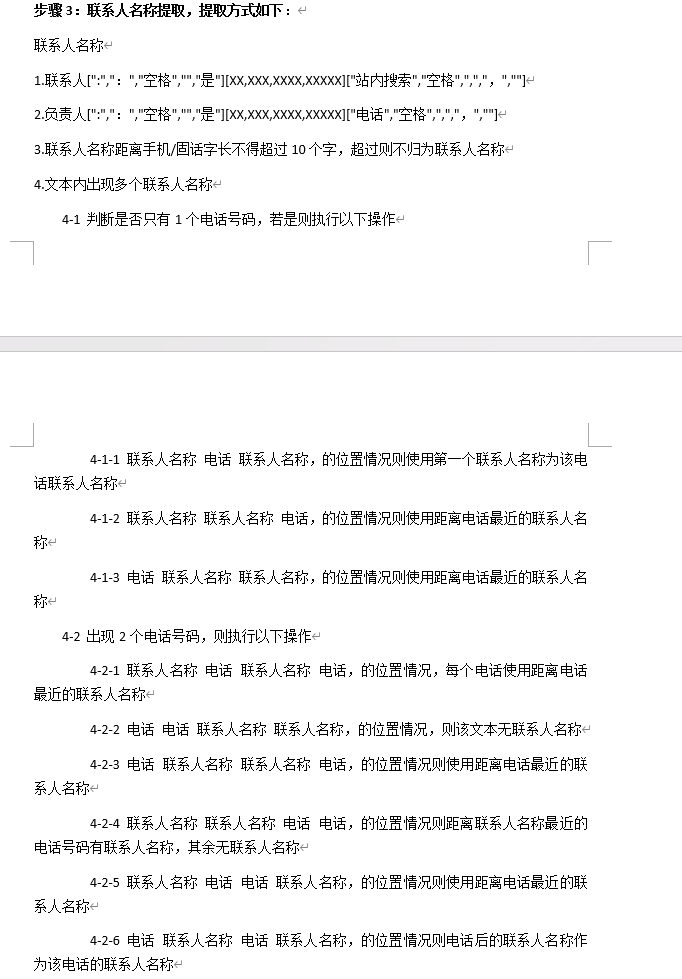 步骤 3：联系人名称提取，提取方式如下：
联系人名称
1.联系人[":","：","空格","","是"][XX,XXX,XXXX,XXXXX]["站内搜索","空格",",","，",""]
2.负责人[":","：","空格","","是"][XX,XXX,XXXX,XXXXX]["电话","空格",",","，",""]
3.联系人名称距离手机/固话字长不得超过 10 个字，超过则不归为联系人名称
4.文本内出现多个联系人名称
4-1 判断是否只有 1 个电话号码，若是则执行以下操作
4-1-1 联系人名称 电话 联系人名称，的位置情况则使用第一个联系人名称为该电
话联系人名称
4-1-2 联系人名称 联系人名称 电话，的位置情况则使用距离电话最近的联系人名
称
4-1-3 电话 联系人名称 联系人名称，的位置情况则使用距离电话最近的联系人名
称
4-2 出现 2 个电话号码，则执行以下操作
4-2-1 联系人名称 电话 联系人名称 电话，的位置情况，每个电话使用距离电话
最近的联系人名称
4-2-2 电话 电话 联系人名称 联系人名称，的位置情况，则该文本无联系人名称
4-2-3 电话 联系人名称 联系人名称 电话，的位置情况则使用距离电话最近的联
系人名称
4-2-4 联系人名称 联系人名称 电话 电话，的位置情况则距离联系人名称最近的
电话号码有联系人名称，其余无联系人名称
4-2-5 联系人名称 电话 电话 联系人名称，的位置情况则使用距离电话最近的联
系人名称
4-2-6 电话 联系人名称 电话 联系人名称，的位置情况则电话后的联系人名称作
为该电话的联系人名称